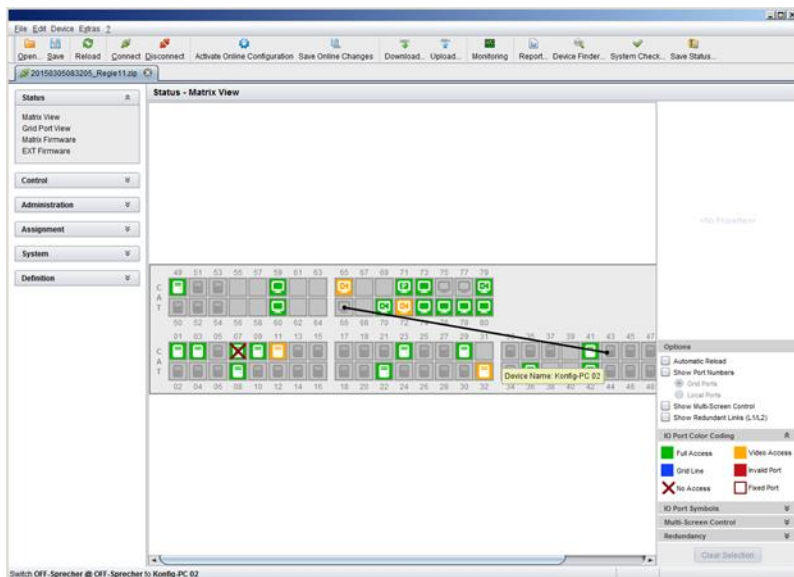 File Edit Device Extras ?
Open... Save Reload Connect Disconnect Activate Online Configuration Save Online Changes Download... Upload... Monitoring Report... Device Finder... System Check... Save Status...
20150305083205_Regie11.zip
Status
Matrix View
Grid Port View
Matrix Firmware
EXT Firmware
Control
Administration
Assignment
System
Definition
Status - Matrix View
49 51 53 55 57 59 61 63 65 67 69 71 73 75 77 79
CAT
50 52 54 56 58 60 62 64 66 68 70 72 74 76 78 80
01 03 05 07 09 11 13 15 17 19 21 23 25 27 29 31 33 35 37 39 41 43 45 47
CAT
Device Name: Konfig-PC 02
02 04 06 08 10 12 14 16 18 20 22 24 26 28 30 32 34 36 38 40 42 44 46 48
Options
Automatic Reload
Show Port Numbers
Grid Ports
Local Ports
Show Multi-Screen Control
Show Redundant Links (L1/L2)
IO Port Color Coding
Full Access Video Access
Grid Line Invalid Port
No Access Fixed Port
IO Port Symbols
Multi-Screen Control
Redundancy
Clear Selection
Switch OFF-Sprecher @ OFF-Sprecher to Konfig-PC 02